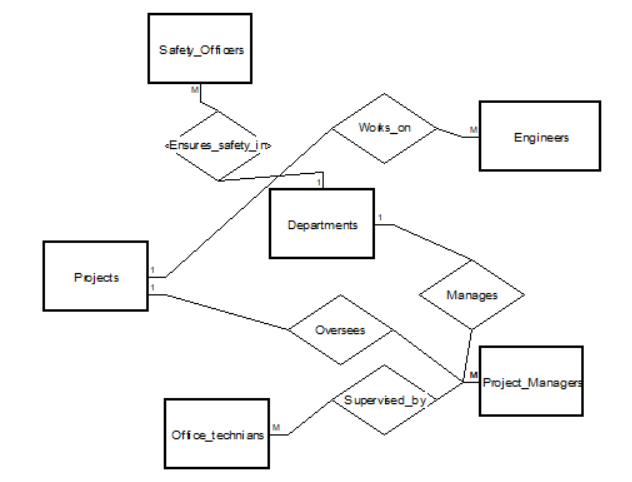 Safety_Officers
M
Works_on
Ensures_safety_in
M
Engineers
1
Departments
1
Projects
1
1
Manages
Oversees
M
Project_Managers
Supervised_by
M
Office_technians